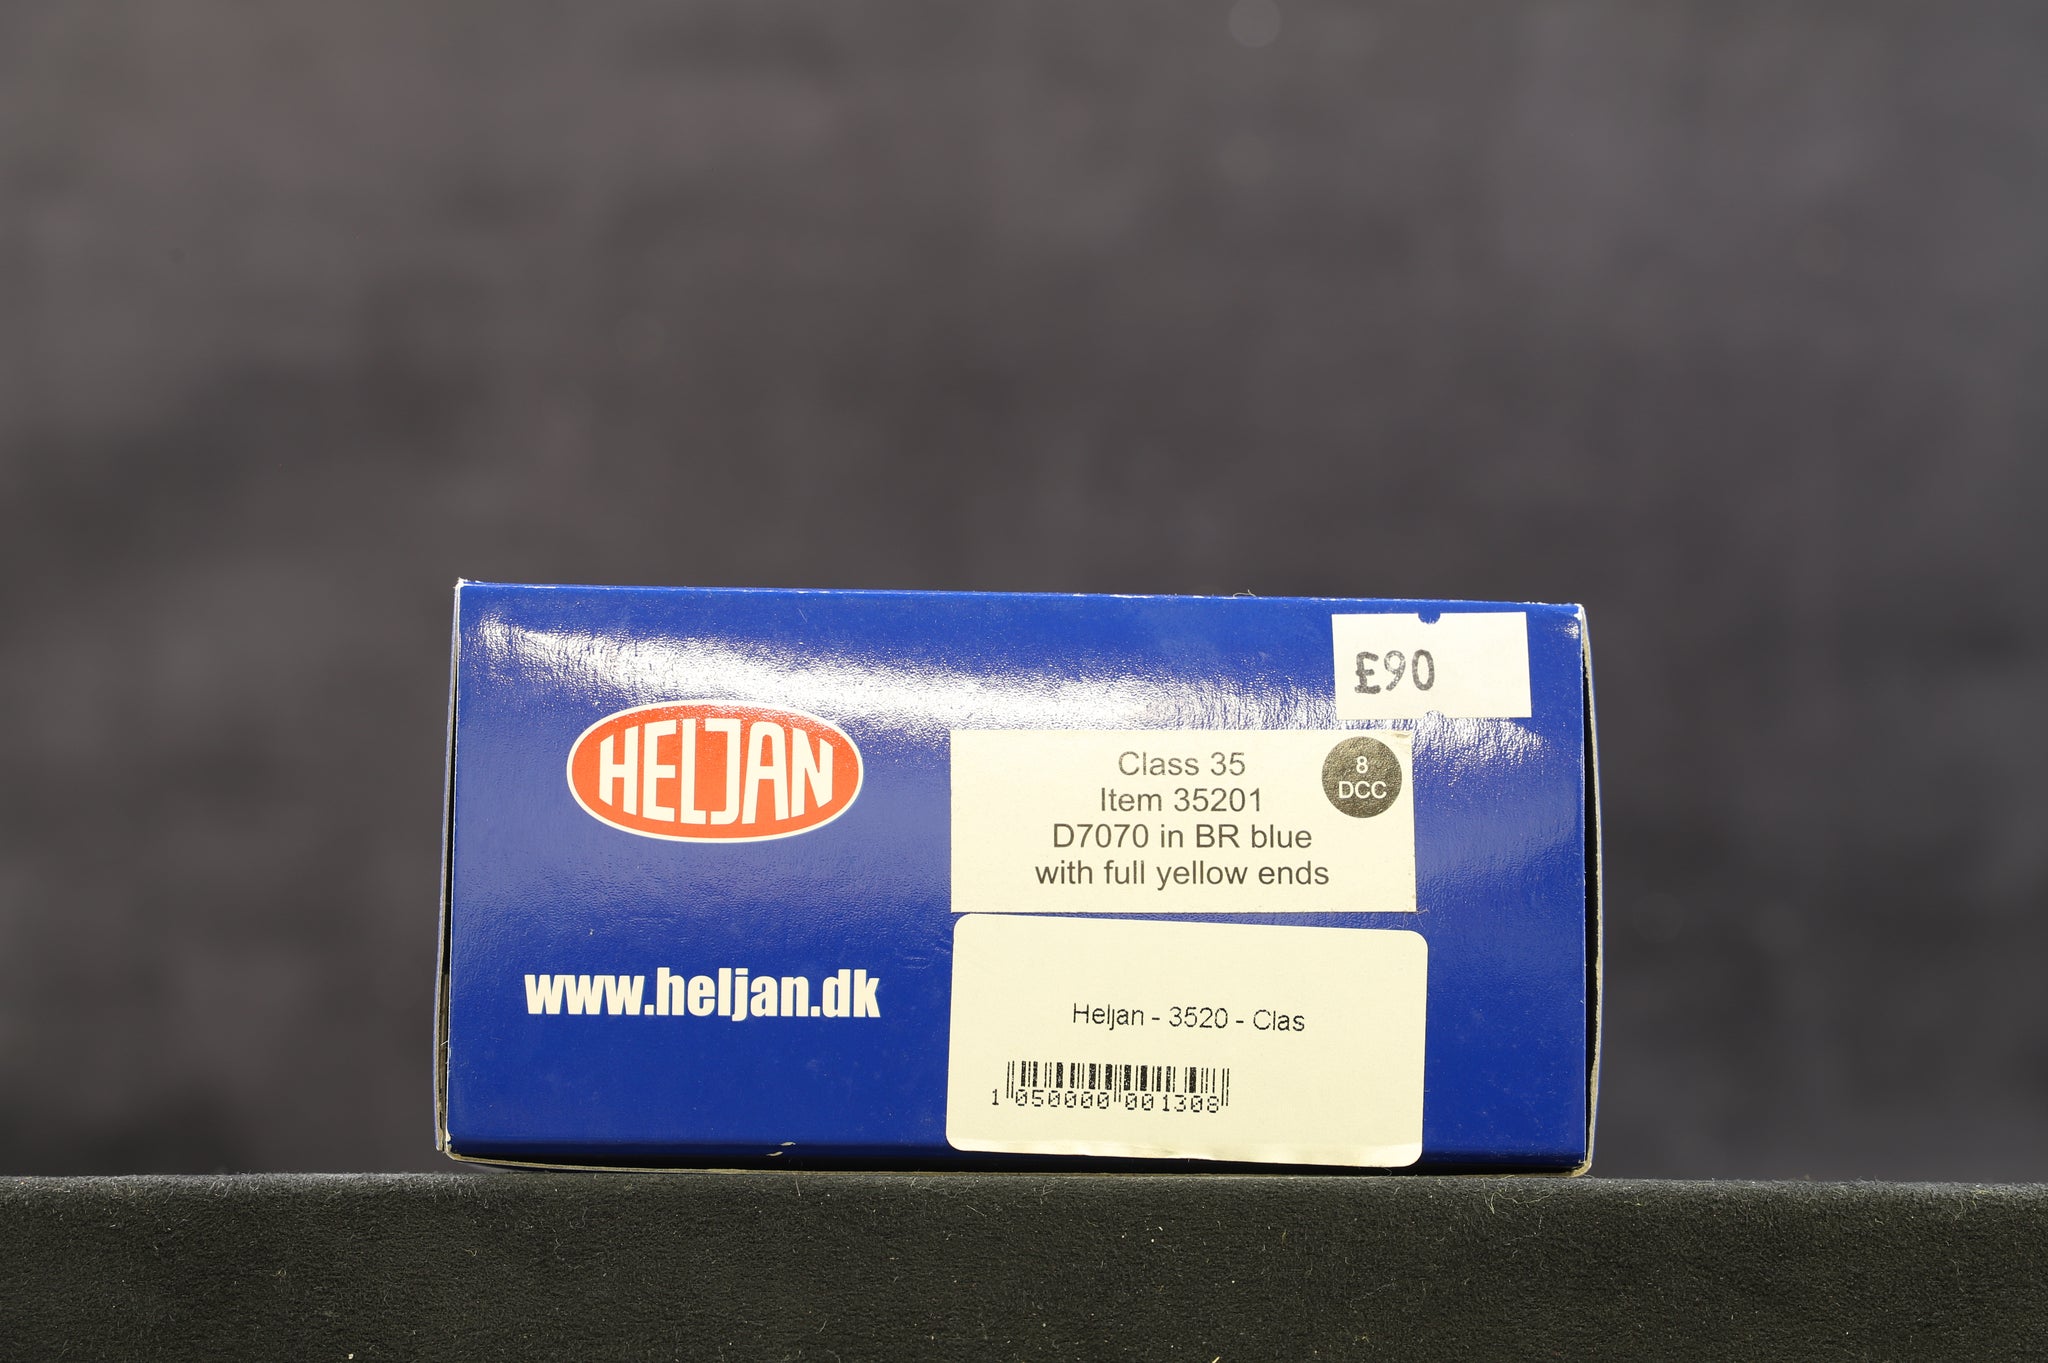 £90
HELJAN
Class 35
Item 35201
D7070 in BR blue
with full yellow ends
8
DCC
www.heljan.dk
Heljan - 3520 - Clas
1 050000 001308